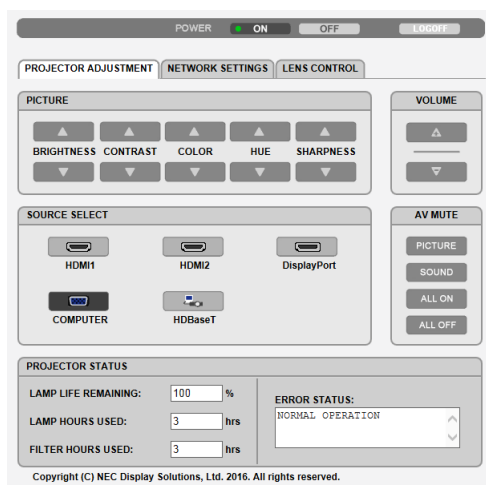 POWER ON OFF LOGOFF
PROJECTOR ADJUSTMENT NETWORK SETTINGS LENS CONTROL
PICTURE
BRIGHTNESS CONTRAST COLOR HUE SHARPNESS
VOLUME
SOURCE SELECT
HDMI1 HDMI2 DisplayPort
COMPUTER HDBaseT
AV MUTE
PICTURE
SOUND
ALL ON
ALL OFF
PROJECTOR STATUS
LAMP LIFE REMAINING: 100 %
LAMP HOURS USED: 3 hrs
FILTER HOURS USED: 3 hrs
ERROR STATUS:
NORMAL OPERATION
Copyright (C) NEC Display Solutions, Ltd. 2016. All rights reserved.